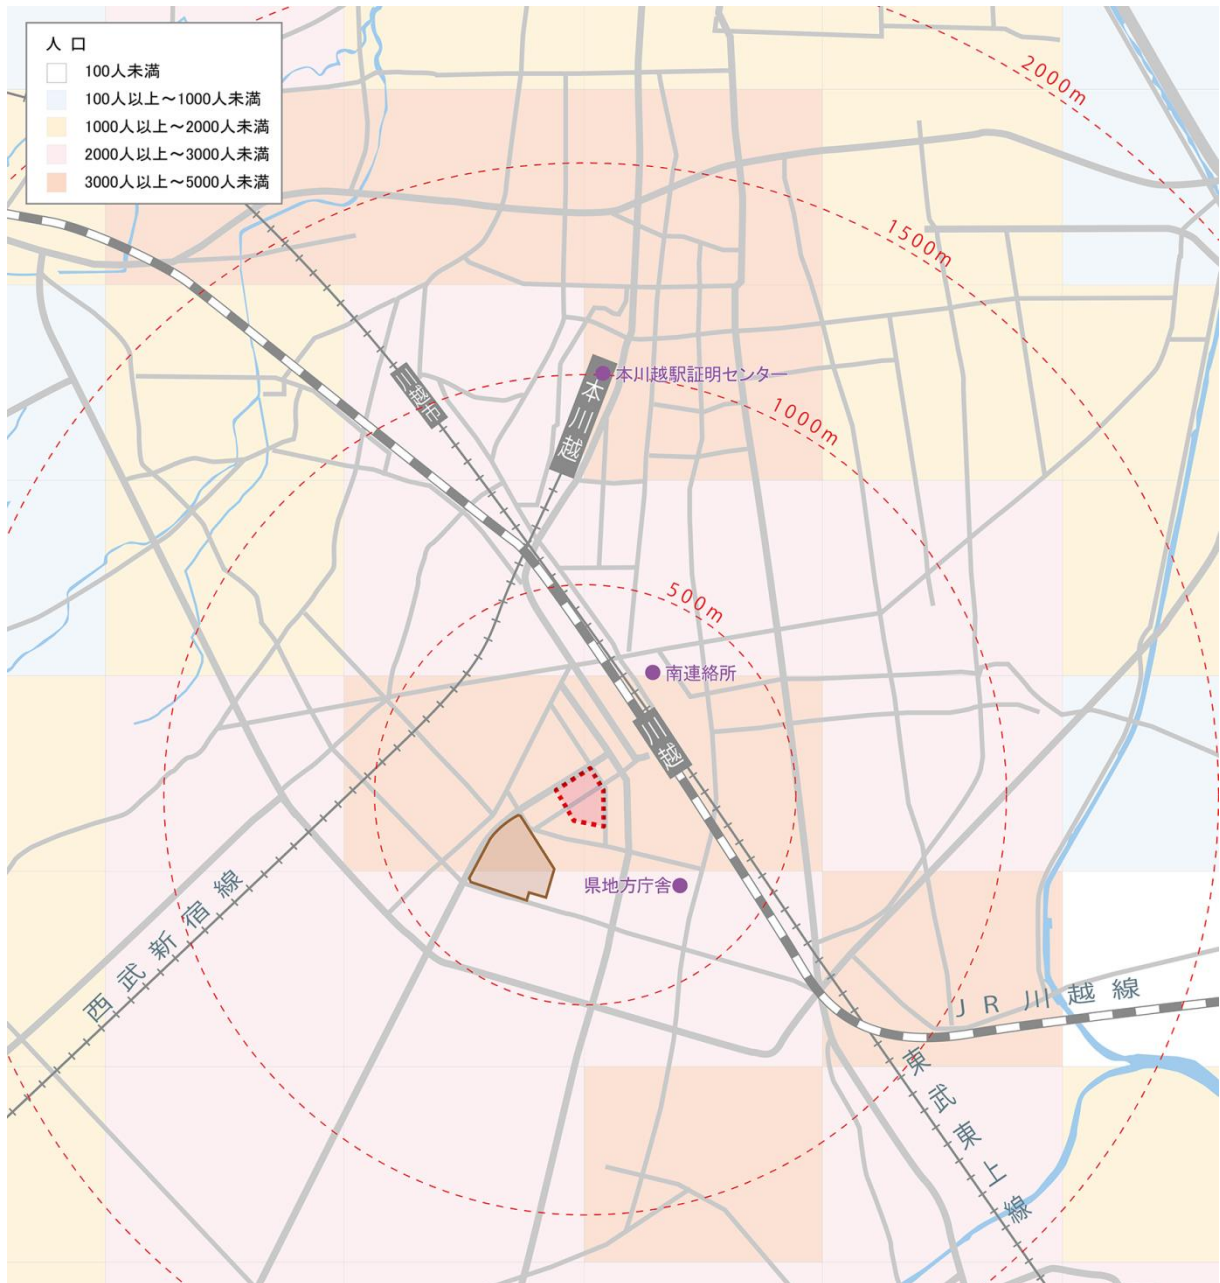 人 口
100人未満
100人以上～1000人未満
1000人以上～2000人未満
2000人以上～3000人未満
3000人以上～5000人未満
2000m
1500m
本川越駅証明センター
川越市
本川越
1000m
500m
南連絡所
川越
県地方庁舎
西武新宿線
JR川越線
東武東上線